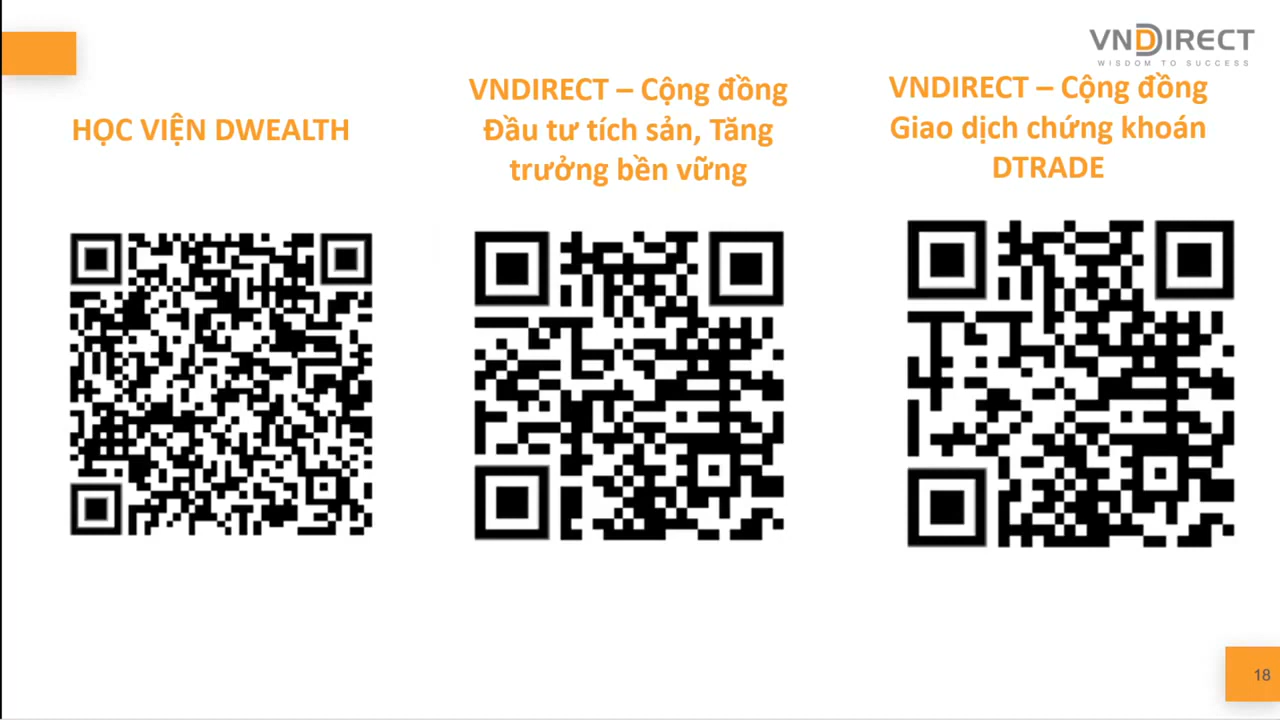 VNDIRECT
WISDOM TO SUCCESS
HỌC VIỆN DWEALTH
VNDIRECT – Cộng đồng
Đầu tư tích sản, Tăng
trưởng bền vững
VNDIRECT – Cộng đồng
Giao dịch chứng khoán
DTRADE
18